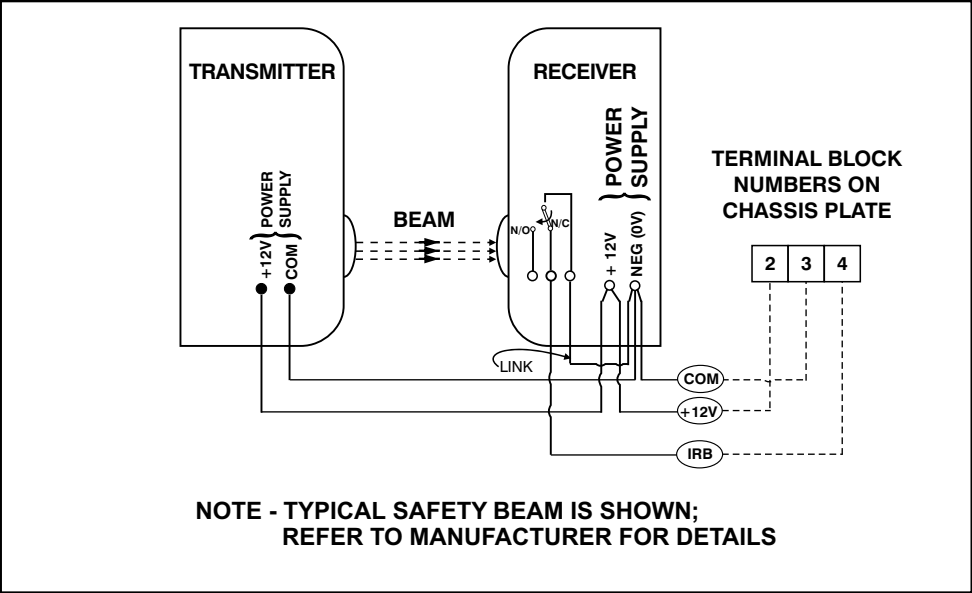 TRANSMITTER
POWER
SUPPLY
+12V
COM
BEAM
RECEIVER
POWER
SUPPLY
N/O
N/C
+ 12V
NEG (0V)
LINK
TERMINAL BLOCK
NUMBERS ON
CHASSIS PLATE
2 3 4
COM
+12V
IRB
NOTE - TYPICAL SAFETY BEAM IS SHOWN;
REFER TO MANUFACTURER FOR DETAILS